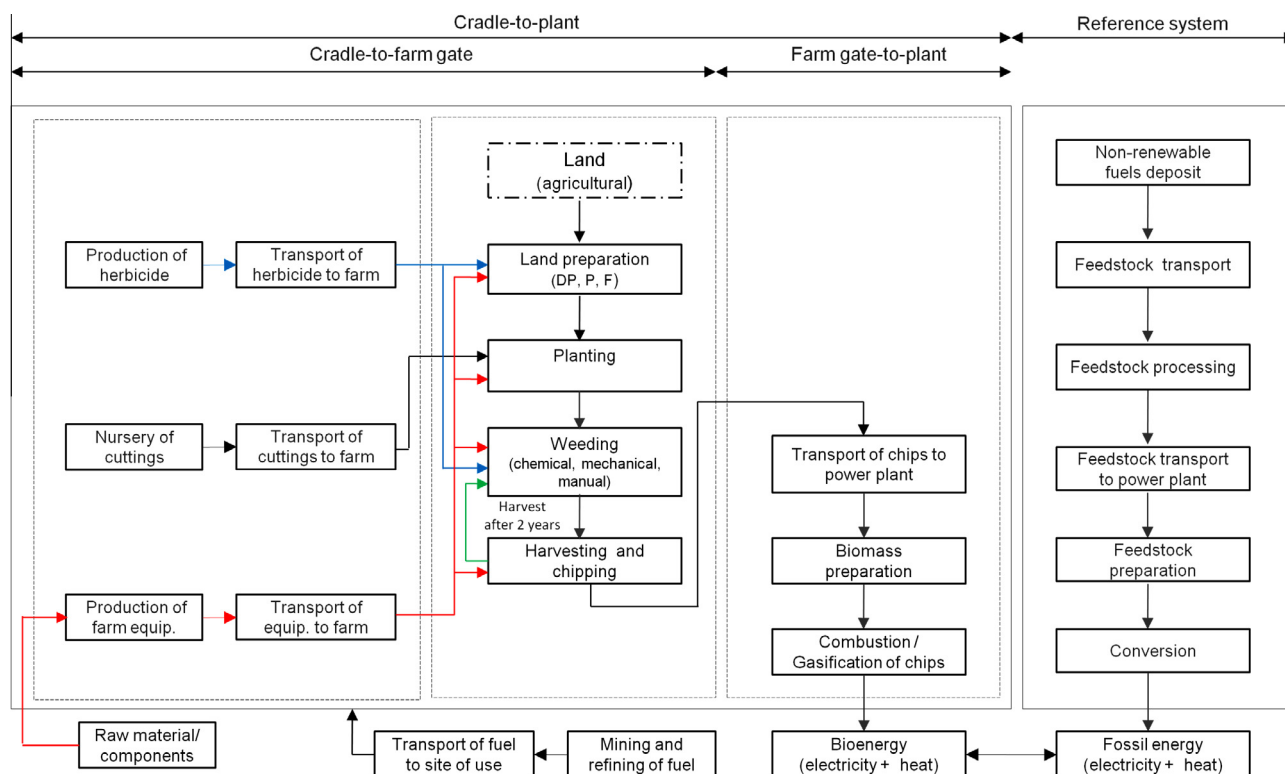 Cradle-to-plant
Reference system
Cradle-to-farm gate
Farm gate-to-plant
Land
(agricultural)
Non-renewable
fuels deposit
Production of
herbicide
Transport of
herbicide to farm
Land preparation
(DP, P, F)
Feedstock transport
Planting
Feedstock processing
Nursery of
cuttings
Transport of
cuttings to farm
Weeding
(chemical, mechanical,
manual)
Transport of chips to
power plant
Feedstock transport
to power plant
Harvest
after 2 years
Harvesting and
chipping
Biomass
preparation
Feedstock
preparation
Production of
farm equip.
Transport of
equip. to farm
Combustion /
Gasification of chips
Conversion
Raw material/
components
Transport of fuel
to site of use
Mining and
refining of fuel
Bioenergy
(electricity + heat)
Fossil energy
(electricity + heat)